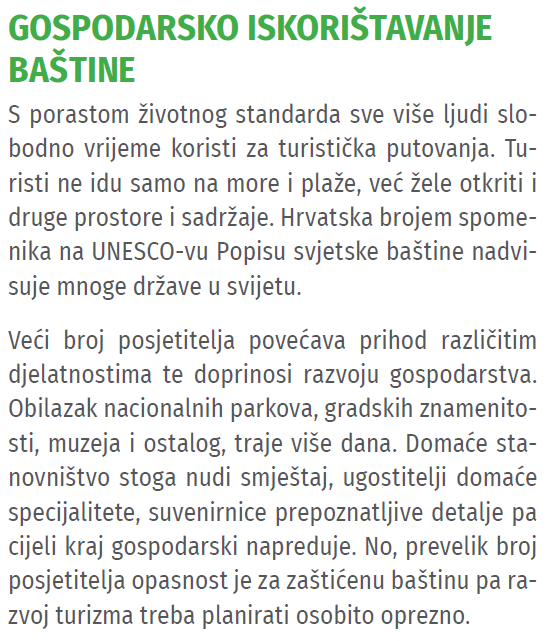 GOSPODARSKO ISKORIŠTAVANJE
BAŠTINE
S porastom životnog standarda sve više ljudi slo-
bodno vrijeme koristi za turistička putovanja. Tu-
risti ne idu samo na more i plaže, već žele otkriti i
druge prostore i sadržaje. Hrvatska brojem spome-
nika na UNESCO-vu Popisu svjetske baštine nadvi-
suje mnoge države u svijetu.
Veći broj posjetitelja povećava prihod različitim
djelatnostima te doprinosi razvoju gospodarstva.
Obilazak nacionalnih parkova, gradskih znamenito-
sti, muzeja i ostalog, traje više dana. Domaće sta-
novništvo stoga nudi smještaj, ugostitelji domaće
specijalitete, suvenirnice prepoznatljive detalje pa
cijeli kraj gospodarski napreduje. No, prevelik broj
posjetitelja opasnost je za zaštićenu baštinu pa ra-
zvoj turizma treba planirati osobito oprezno.